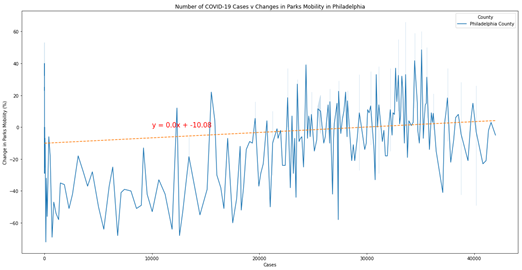 Number of COVID-19 Cases v Changes in Parks Mobility in Philadelphia
County
Philadelphia County
Changes in Parks Mobility (%)
60
40
20
0
−20
−40
−60
y = 0.0x + -10.08
0
10000
20000
30000
40000
Cases